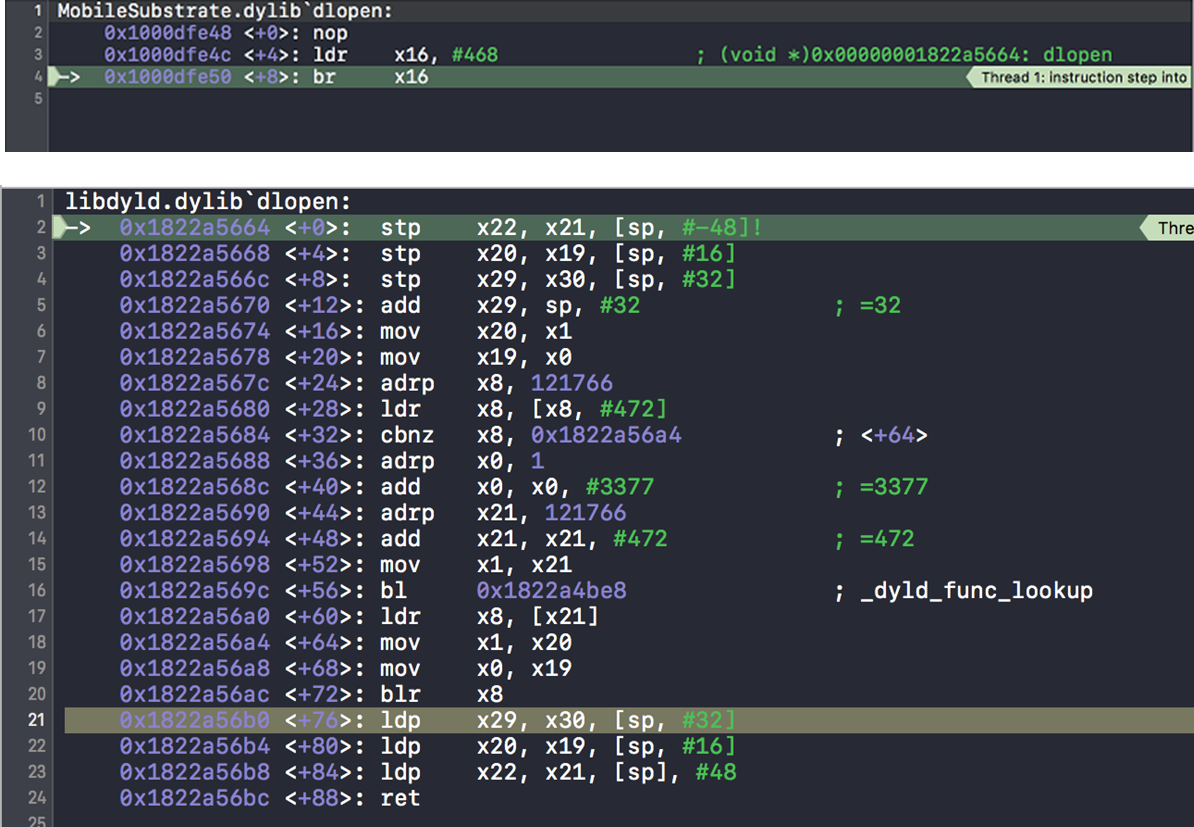 1 MobileSubstrate.dylib`dlopen:
2 0x1000dfe48 <+0>: nop
3 0x1000dfe4c <+4>: ldr x16, #468 ; (void *)0x00000001822a5664: dlopen
4 -> 0x1000dfe50 <+8>: br x16 Thread 1: instruction step into
5
1 libdyld.dylib`dlopen:
2 -> 0x1822a5664 <+0>: stp x22, x21, [sp, #-48]! Thre
3 0x1822a5668 <+4>: stp x20, x19, [sp, #16]
4 0x1822a566c <+8>: stp x29, x30, [sp, #32]
5 0x1822a5670 <+12>: add x29, sp, #32 ; =32
6 0x1822a5674 <+16>: mov x20, x1
7 0x1822a5678 <+20>: mov x19, x0
8 0x1822a567c <+24>: adrp x8, 121766
9 0x1822a5680 <+28>: ldr x8, [x8, #472]
10 0x1822a5684 <+32>: cbnz x8, 0x1822a56a4 ; <+64>
11 0x1822a5688 <+36>: adrp x0, 1
12 0x1822a568c <+40>: add x0, x0, #3377 ; =3377
13 0x1822a5690 <+44>: adrp x21, 121766
14 0x1822a5694 <+48>: add x21, x21, #472 ; =472
15 0x1822a5698 <+52>: mov x1, x21
16 0x1822a569c <+56>: bl 0x1822a4be8 ; _dyld_func_lookup
17 0x1822a56a0 <+60>: ldr x8, [x21]
18 0x1822a56a4 <+64>: mov x1, x20
19 0x1822a56a8 <+68>: mov x0, x19
20 0x1822a56ac <+72>: blr x8
21 0x1822a56b0 <+76>: ldp x29, x30, [sp, #32]
22 0x1822a56b4 <+80>: ldp x20, x19, [sp, #16]
23 0x1822a56b8 <+84>: ldp x22, x21, [sp], #48
24 0x1822a56bc <+88>: ret
25